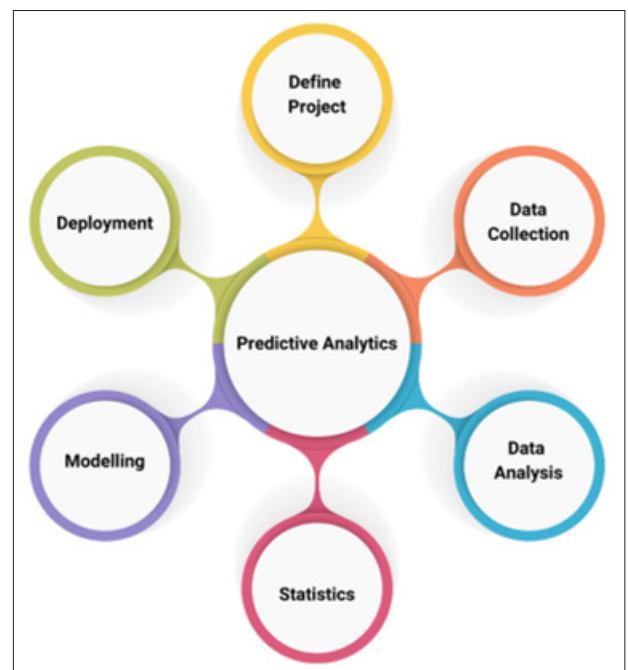 Define
Project
Data
Collection
Data
Analysis
Statistics
Modelling
Deployment
Predictive Analytics